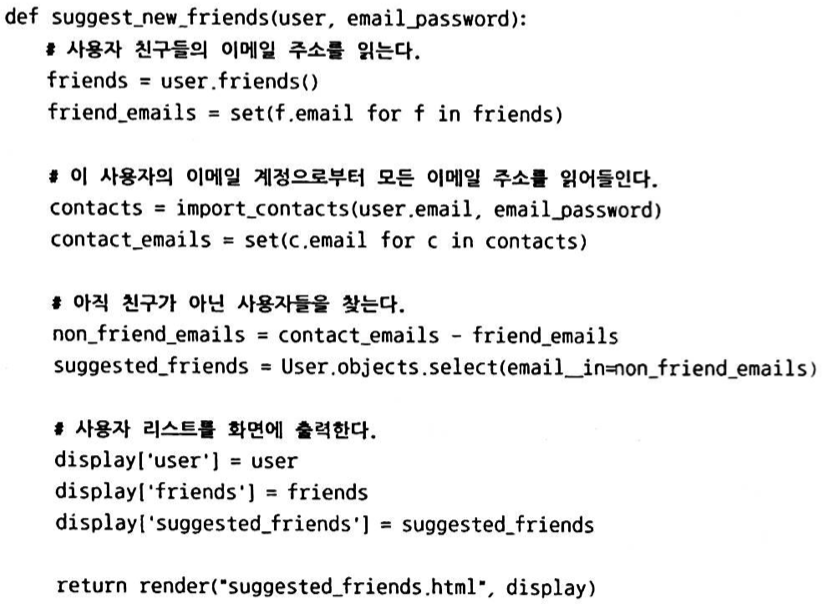 def suggest_new_friends(user, email_password):
    # 사용자 친구들의 이메일 주소를 읽는다.
    friends = user.friends()
    friend_emails = set(f.email for f in friends)

    # 이 사용자의 이메일 계정으로부터 모든 이메일 주소를 읽어들인다.
    contacts = import_contacts(user.email, email_password)
    contact_emails = set(c.email for c in contacts)

    # 아직 친구가 아닌 사용자들을 찾는다.
    non_friend_emails = contact_emails - friend_emails
    suggested_friends = User.objects.select(email__in=non_friend_emails)

    # 사용자 리스트를 화면에 출력한다.
    display['user'] = user
    display['friends'] = friends
    display['suggested_friends'] = suggested_friends

    return render("suggested_friends.html", display)